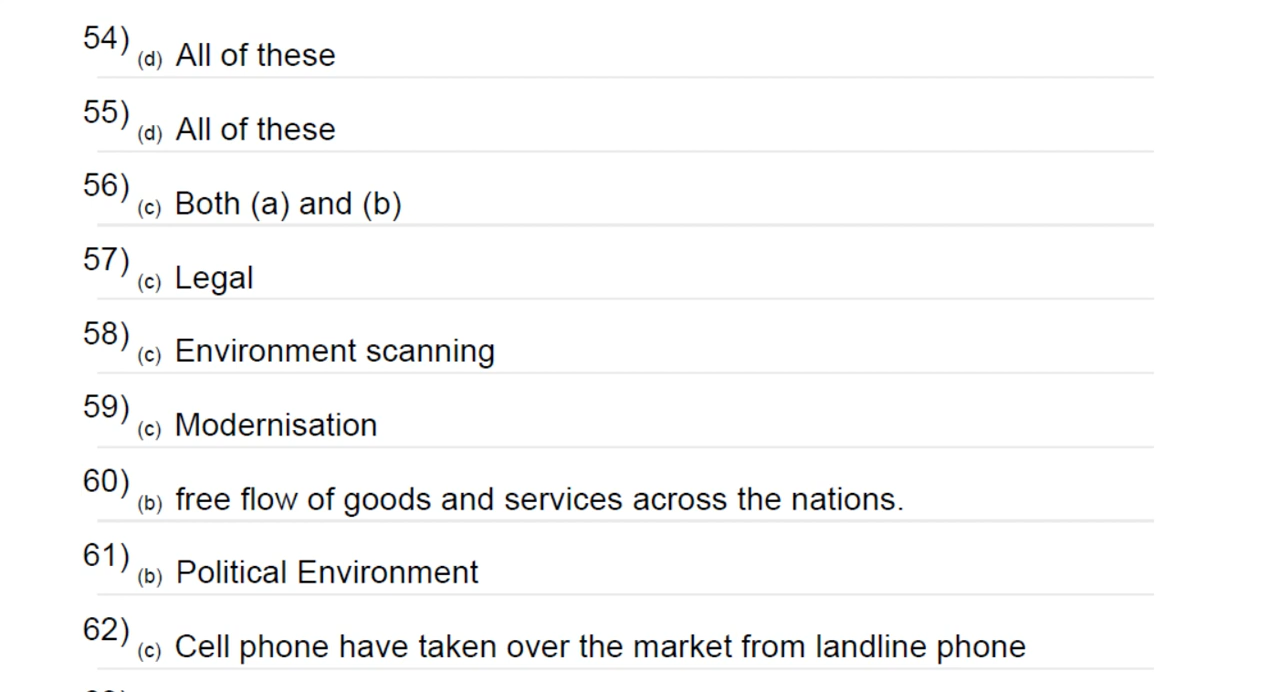 54) (d) All of these
55) (d) All of these
56) (c) Both (a) and (b)
57) (c) Legal
58) (c) Environment scanning
59) (c) Modernisation
60) (b) free flow of goods and services across the nations.
61) (b) Political Environment
62) (c) Cell phone have taken over the market from landline phone